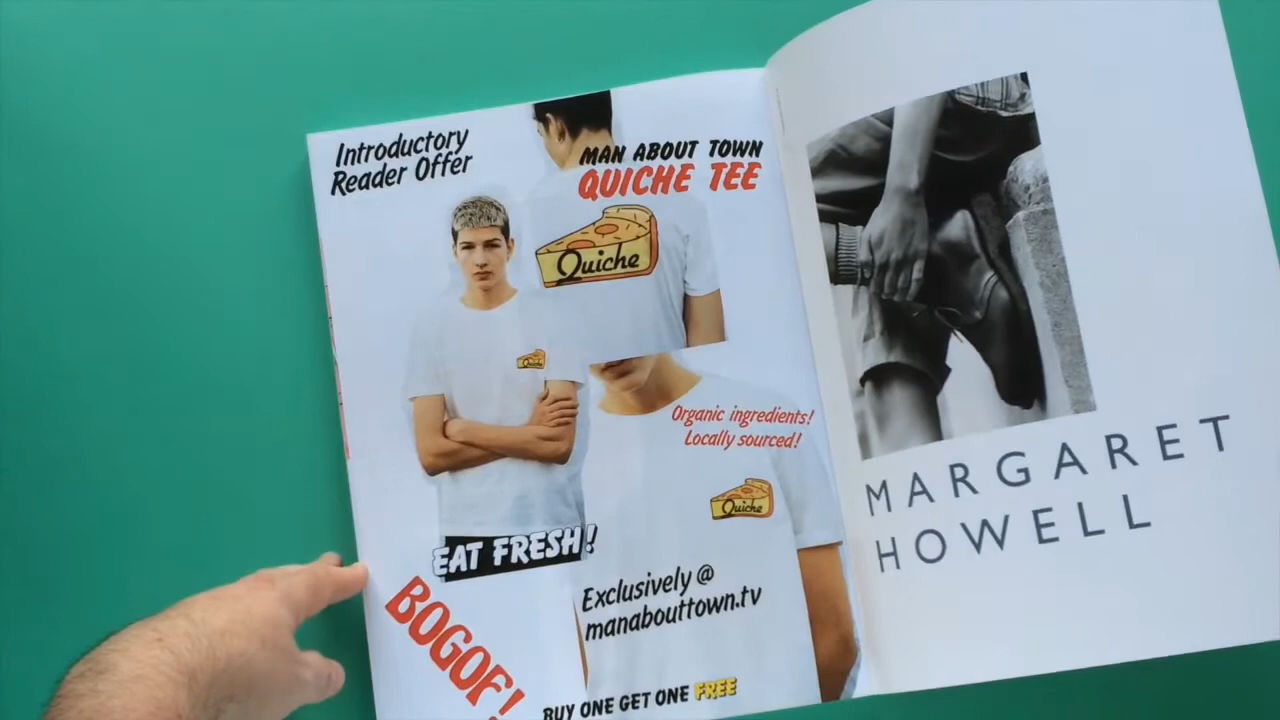 Introductory
Reader Offer
MAN ABOUT TOWN
QUICHE TEE
Quiche
Quiche
Organic ingredients!
Locally sourced!
Quiche
EAT FRESH!
Exclusively @
manabouttown.tv
BOGOF!
BUY ONE GET ONE FREE
MARGARET
HOWELL